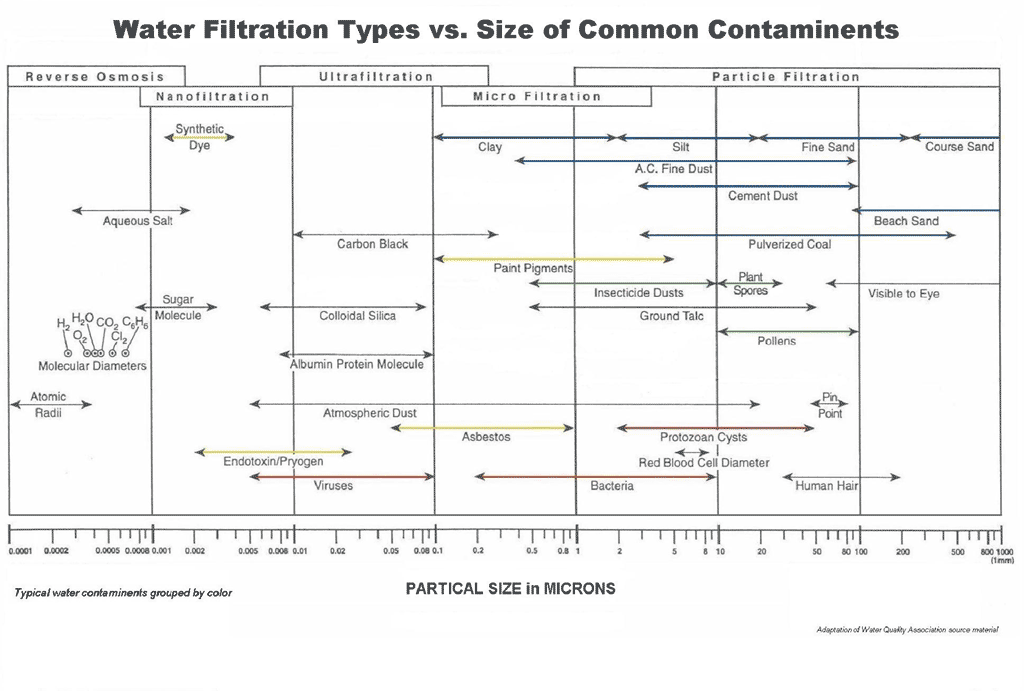 Water Filtration Types vs. Size of Common Contaminents
Reverse Osmosis
Ultrafiltration
Particle Filtration
Nanofiltration
Micro Filtration
Synthetic
Dye
Clay
Silt
Fine Sand
Course Sand
A.C. Fine Dust
Cement Dust
Aqueous Salt
Beach Sand
Carbon Black
Pulverized Coal
Paint Pigments
Insecticide Dusts
Plant
Spores
Visible to Eye
Sugar
Molecule
Colloidal Silica
Ground Talc
H2 H2O CO2 C6H6
O2 Cl2
Molecular Diameters
Pollens
Albumin Protein Molecule
Atomic
Radii
Atmospheric Dust
Pin
Point
Asbestos
Protozoan Cysts
Endotoxin/Pryogen
Red Blood Cell Diameter
Viruses
Bacteria
Human Hair
0.0001 0.0002 0.0005 0.0008 0.001 0.002 0.005 0.008 0.01 0.02 0.05 0.08 0.1 0.2 0.5 0.8 1 2 5 8 10 20 50 80 100 200 500 800 1000
(1mm)
PARTICAL SIZE in MICRONS
Typical water contaminents grouped by color
Adaptation of Water Quality Association source material